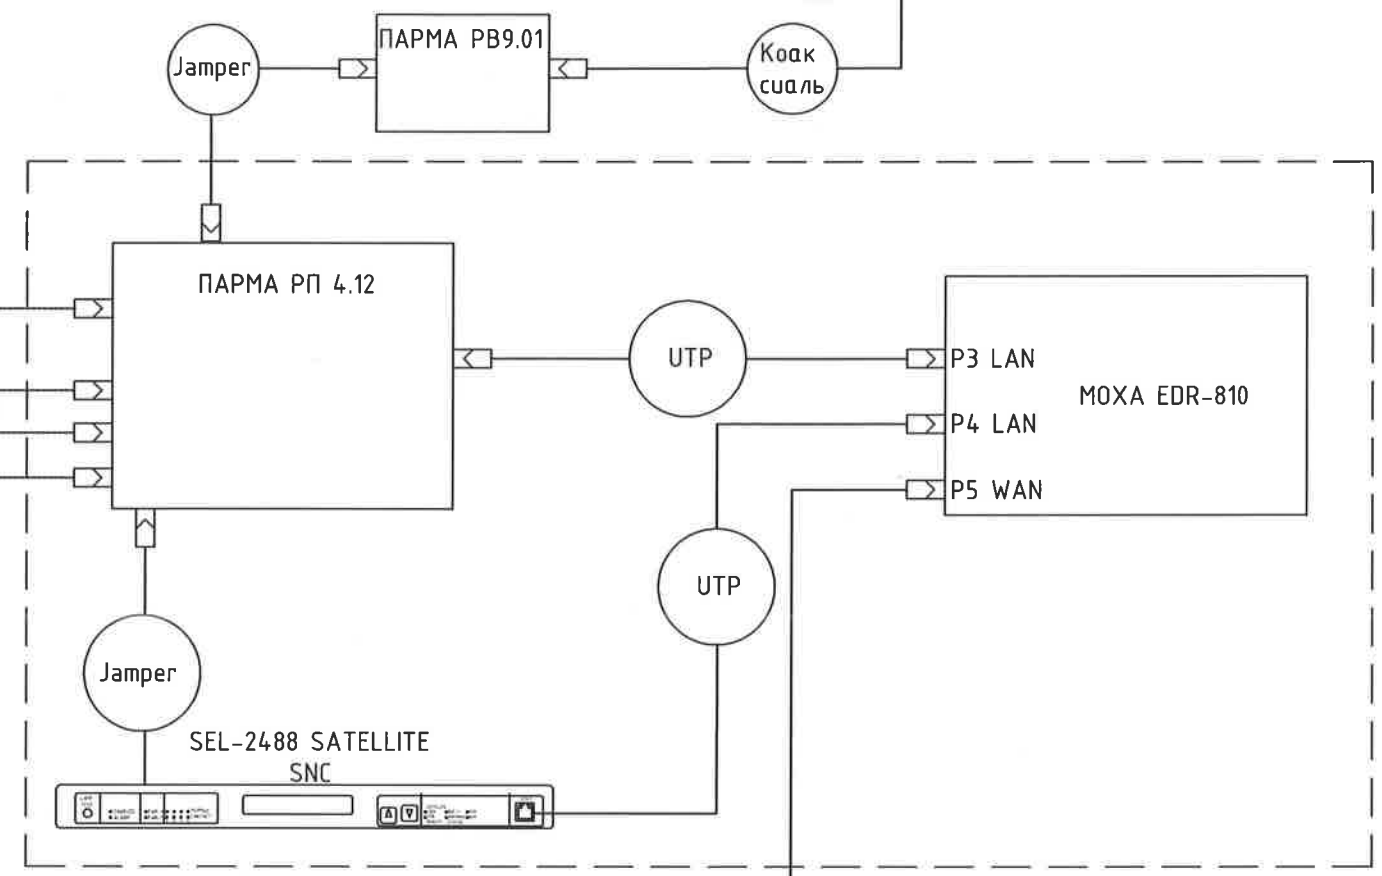 ПАРМА РВ9.01
Jamper
Коак
сиаль
ПАРМА РП 4.12
UTP
P3 LAN
MOXA EDR-810
P4 LAN
P5 WAN
UTP
Jamper
SEL-2488 SATELLITE
SNC